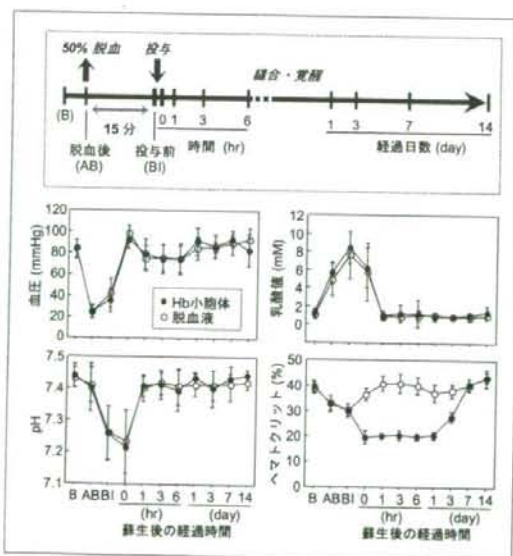 50% 脱血 投与
縫合・覚醒
(B) 0 1 3 6 1 3 7 14
15分
脱血後 (AB)
投与前 (BI)
時間 (hr)
経過日数 (day)
血圧 (mmHg)
120
100
80
60
40
20
0
Hb小胞体
脱血液
乳酸値 (mM)
12
10
8
6
4
2
0
pH
7.5
7.4
7.3
7.2
7.1
B AB BI 0 1 3 6 1 3 7 14
(hr) (day)
蘇生後の経過時間
ヘマトクリット (%)
60
40
20
0
B AB BI 0 1 3 6 1 3 7 14
(hr) (day)
蘇生後の経過時間